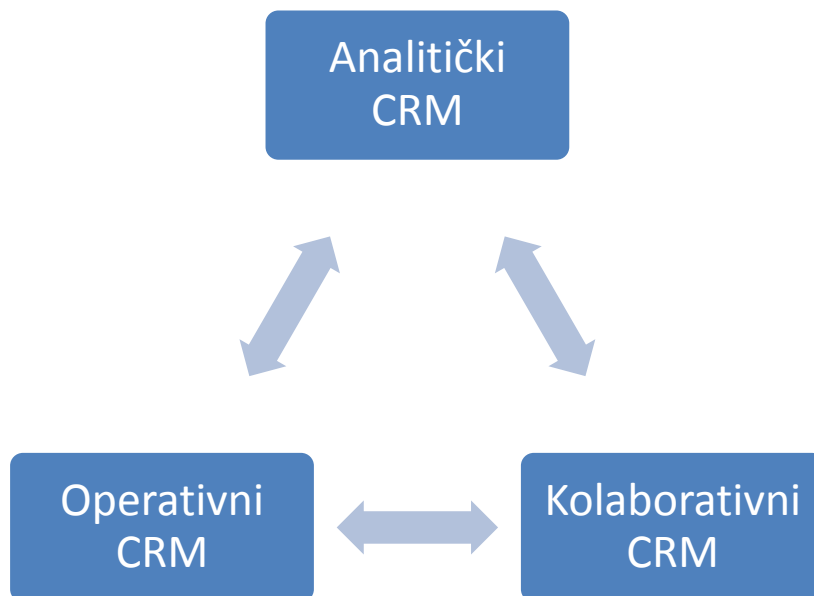 Analitički
CRM
Operativni
CRM
Kolaborativni
CRM